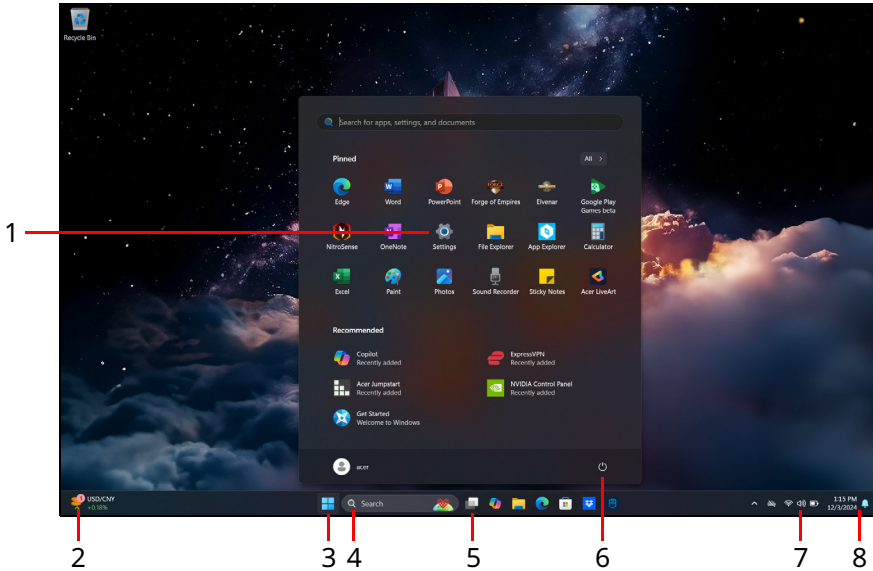 Recycle Bin
Search for apps, settings, and documents
Pinned
All >
Edge
Word
PowerPoint
Forge of Empires
Elvenar
Google Play
Games beta
1
NitroSense
OneNote
Settings
File Explorer
App Explorer
Calculator
Excel
Paint
Photos
Sound Recorder
Sticky Notes
Acer LiveArt
Recommended
Copilot
Recently added
ExpressVPN
Recently added
Acer Jumpstart
Recently added
NVIDIA Control Panel
Recently added
Get Started
Welcome to Windows
acer
1
USD/CNY
+0.18%
Search
1:15 PM
12/3/2024
2 3 4 5 6 7 8